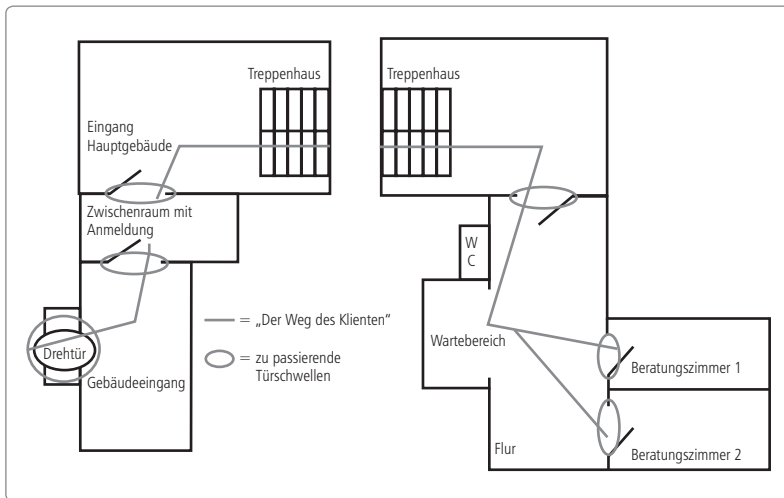 Treppenhaus
Eingang
Hauptgebäude
Zwischenraum mit
Anmeldung
Drehtür
Gebäudeeingang
= „Der Weg des Klienten“
= zu passierende
Türschwellen
Treppenhaus
W
C
Wartebereich
Beratungszimmer 1
Flur
Beratungszimmer 2